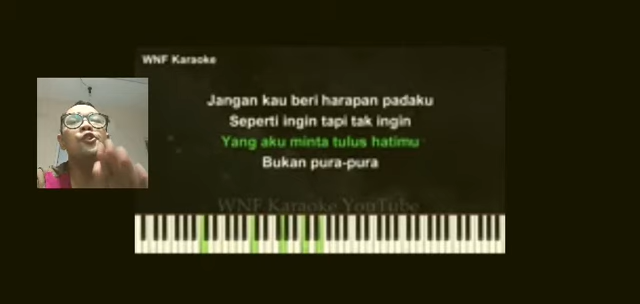 WNF Karaoke
Jangan kau beri harapan padaku
Seperti ingin tapi tak ingin
Yang aku minta tulus hatimu
Bukan pura-pura
WNF Karaoke YouTube